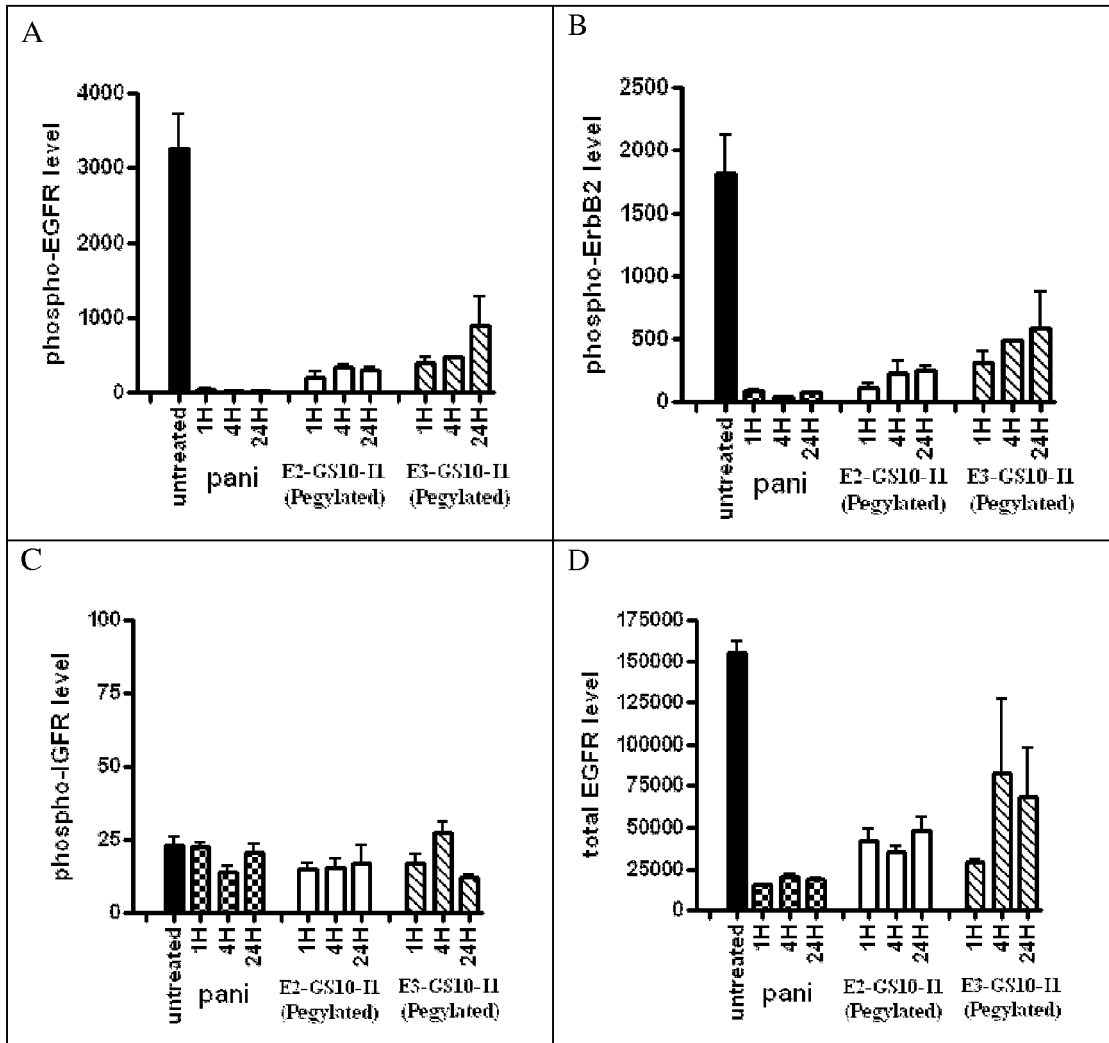 A
phospho-EGFR level
4000
3000
2000
1000
0
untreated
1H
4H
24H
1H
4H
24H
1H
4H
24H
pani
E2-GS10-I1
(Pegylated)
E3-GS10-I1
(Pegylated)
B
phospho-ErbB2 level
2500
2000
1500
1000
500
0
untreated
1H
4H
24H
1H
4H
24H
1H
4H
24H
pani
E2-GS10-I1
(Pegylated)
E3-GS10-I1
(Pegylated)
C
phospho-IGFR level
100
75
50
25
0
untreated
1H
4H
24H
1H
4H
24H
1H
4H
24H
pani
E2-GS10-I1
(Pegylated)
E3-GS10-I1
(Pegylated)
D
total EGFR level
175000
150000
125000
100000
75000
50000
25000
0
untreated
1H
4H
24H
1H
4H
24H
1H
4H
24H
pani
E2-GS10-I1
(Pegylated)
E3-GS10-I1
(Pegylated)